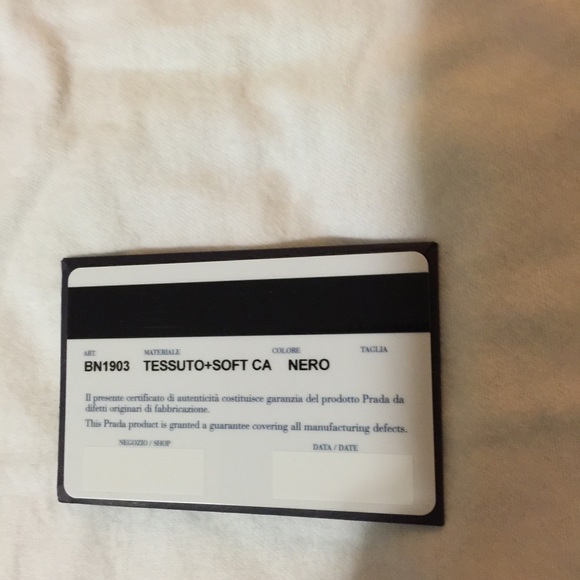 ART. MATERIALE COLORE TAGLIA
BN1903 TESSUTO+SOFT CA NERO
Il presente certificato di autenticità costituisce garanzia del prodotto Prada da
difetti originari di fabbricazione.
This Prada product is granted a guarantee covering all manufacturing defects.
NEGOZIO / SHOP DATA / DATE